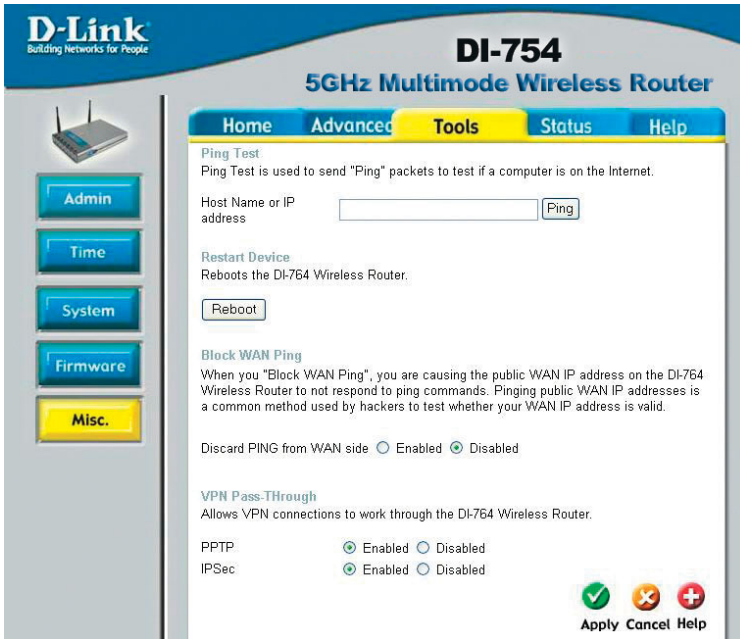 D-Link
Building Networks for People
DI-754
5GHz Multimode Wireless Router
Home
Advanced
Tools
Status
Help
Admin
Time
System
Firmware
Misc.
Ping Test
Ping Test is used to send "Ping" packets to test if a computer is on the Internet.
Host Name or IP
address
Ping
Restart Device
Reboots the DI-764 Wireless Router.
Reboot
Block WAN Ping
When you "Block WAN Ping", you are causing the public WAN IP address on the DI-764
Wireless Router to not respond to ping commands. Pinging public WAN IP addresses is
a common method used by hackers to test whether your WAN IP address is valid.
Discard PING from WAN side Enabled Disabled
VPN Pass-THrough
Allows VPN connections to work through the DI-764 Wireless Router.
PPTP Enabled Disabled
IPSec Enabled Disabled
Apply Cancel Help